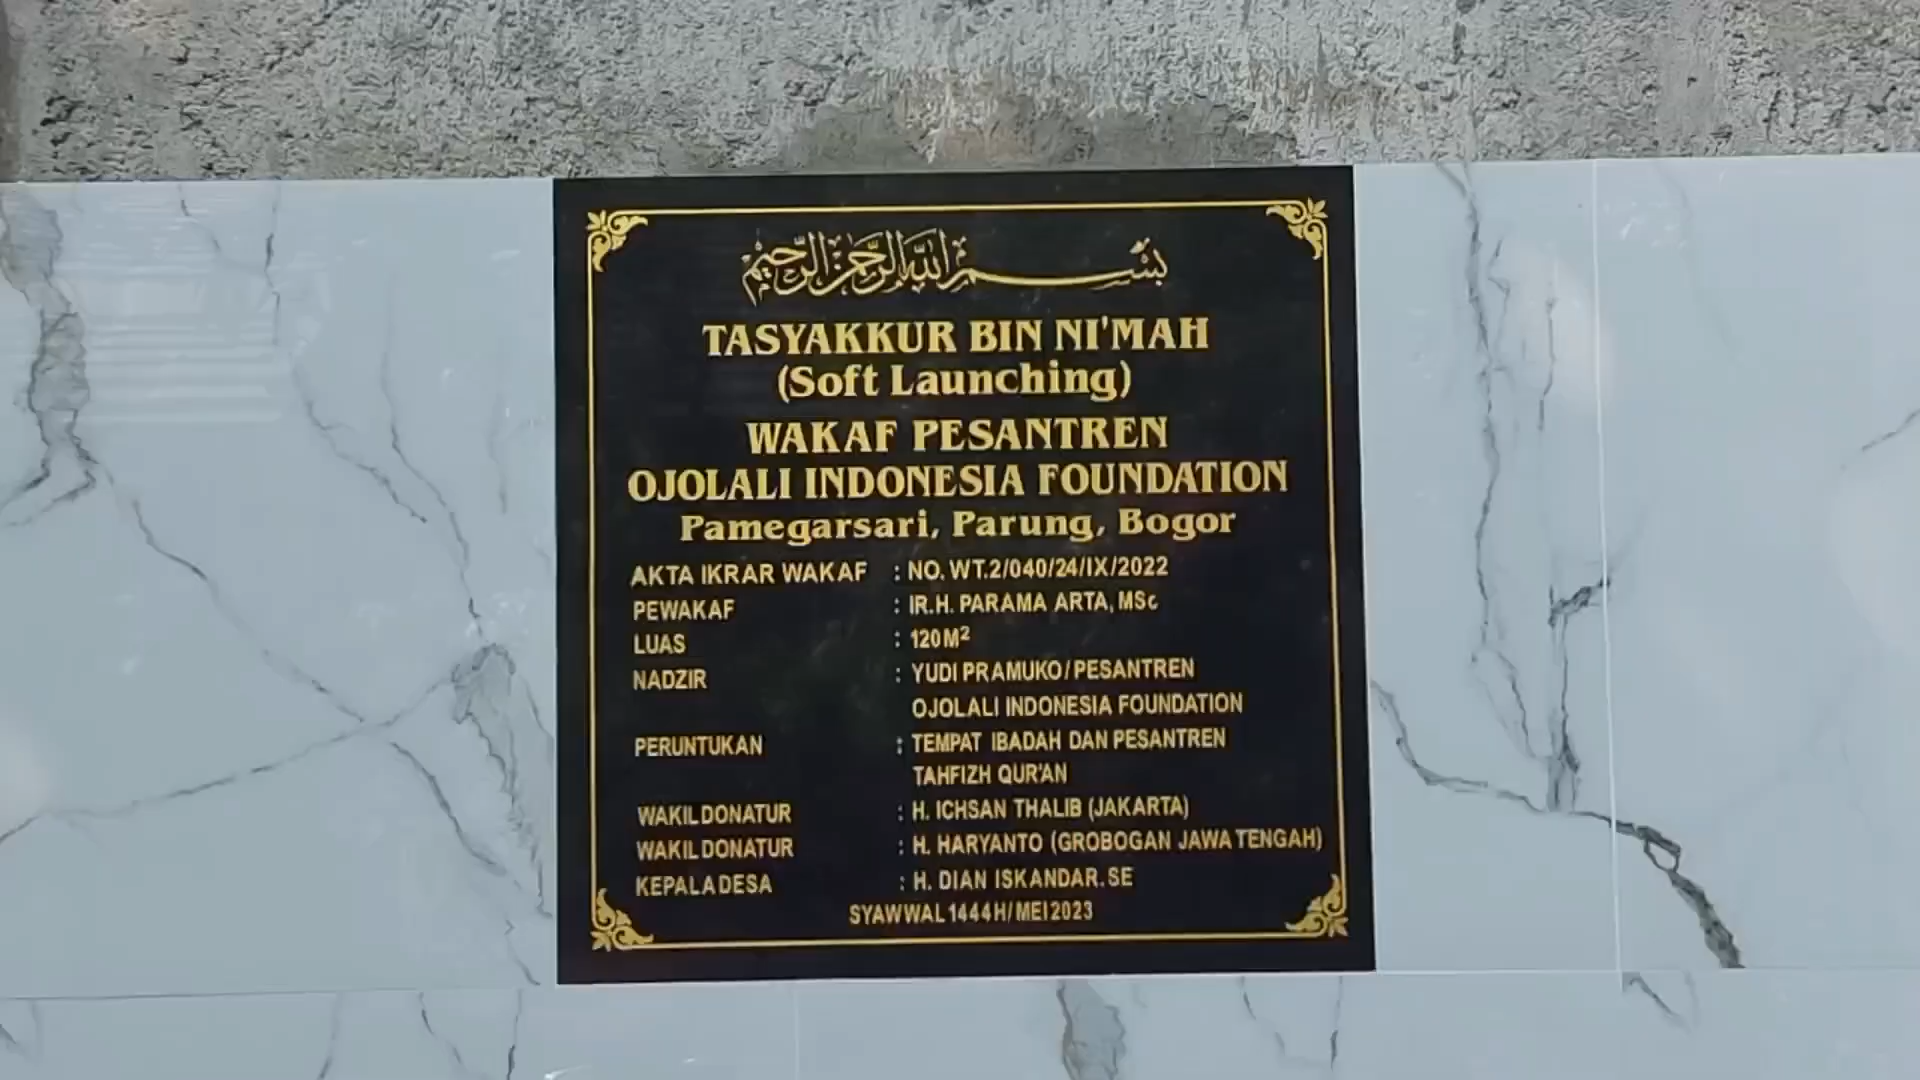 بسم الله الرحمن الرحيم
TASYAKKUR BIN NI'MAH
(Soft Launching)
WAKAF PESANTREN
OJOLALI INDONESIA FOUNDATION
Pamegarsari, Parung, Bogor
AKTA IKRAR WAKAF : NO. WT.2/040/24/IX/2022
PEWAKAF : IR.H. PARAMA ARTA, MSc
LUAS : 120 M²
NADZIR : YUDI PRAMUKO/PESANTREN
OJOLALI INDONESIA FOUNDATION
PERUNTUKAN : TEMPAT IBADAH DAN PESANTREN
TAHFIZH QUR'AN
WAKIL DONATUR : H. ICHSAN THALIB (JAKARTA)
WAKIL DONATUR : H. HARYANTO (GROBOGAN JAWA TENGAH)
KEPALA DESA : H. DIAN ISKANDAR. SE
SYAWWAL 1444 H/ MEI 2023